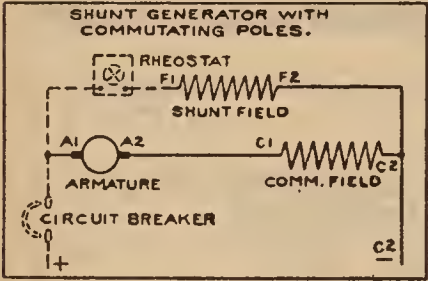 SHUNT GENERATOR WITH
COMMUTATING POLES.
RHEOSTAT
F1 F2
SHUNT FIELD
A1 A2 C1
C2
ARMATURE COMM. FIELD
CIRCUIT BREAKER
C2
+ −